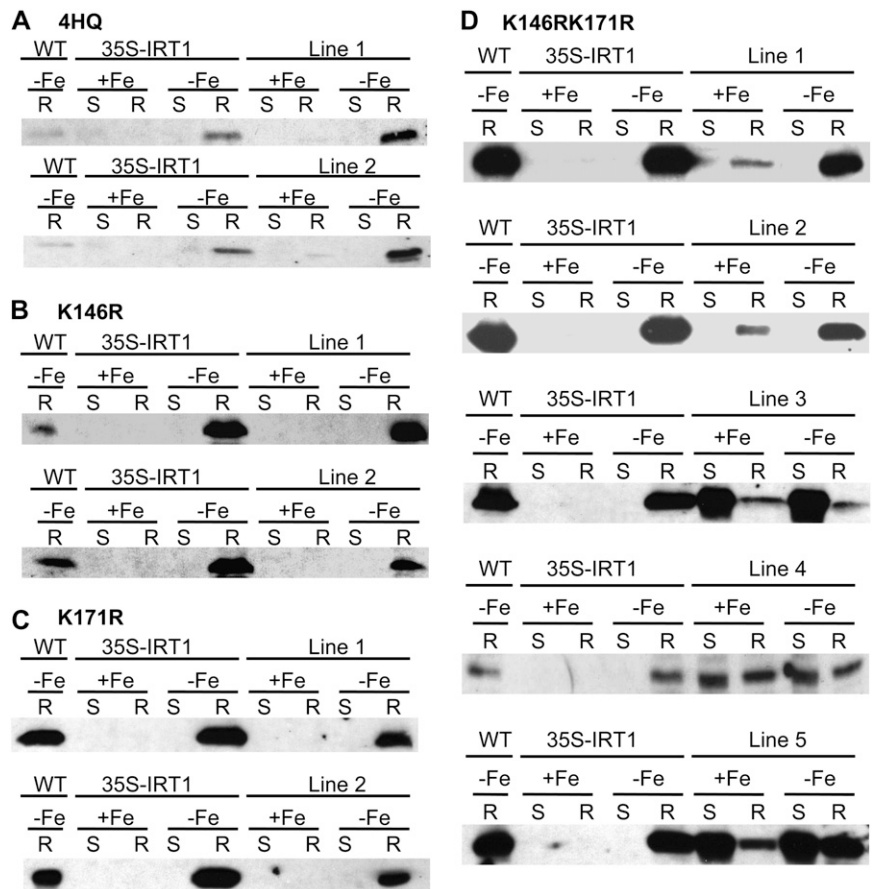 A 4HQ
WT 35S-IRT1 Line 1
-Fe +Fe -Fe +Fe -Fe
R S R S R S R S R
WT 35S-IRT1 Line 2
-Fe +Fe -Fe +Fe -Fe
R S R S R S R S R
B K146R
WT 35S-IRT1 Line 1
-Fe +Fe -Fe +Fe -Fe
R S R S R S R S R
WT 35S-IRT1 Line 2
-Fe +Fe -Fe +Fe -Fe
R S R S R S R S R
C K171R
WT 35S-IRT1 Line 1
-Fe +Fe -Fe +Fe -Fe
R S R S R S R S R
WT 35S-IRT1 Line 2
-Fe +Fe -Fe +Fe -Fe
R S R S R S R S R
D K146RK171R
WT 35S-IRT1 Line 1
-Fe +Fe -Fe +Fe -Fe
R S R S R S R S R
WT 35S-IRT1 Line 2
-Fe +Fe -Fe +Fe -Fe
R S R S R S R S R
WT 35S-IRT1 Line 3
-Fe +Fe -Fe +Fe -Fe
R S R S R S R S R
WT 35S-IRT1 Line 4
-Fe +Fe -Fe +Fe -Fe
R S R S R S R S R
WT 35S-IRT1 Line 5
-Fe +Fe -Fe +Fe -Fe
R S R S R S R S R